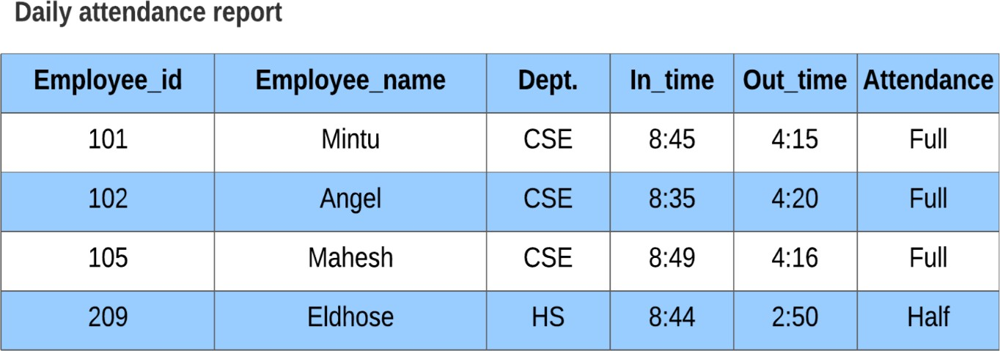 Daily attendance report
Employee_id Employee_name Dept. In_time Out_time Attendance
101 Mintu CSE 8:45 4:15 Full
102 Angel CSE 8:35 4:20 Full
105 Mahesh CSE 8:49 4:16 Full
209 Eldhose HS 8:44 2:50 Half